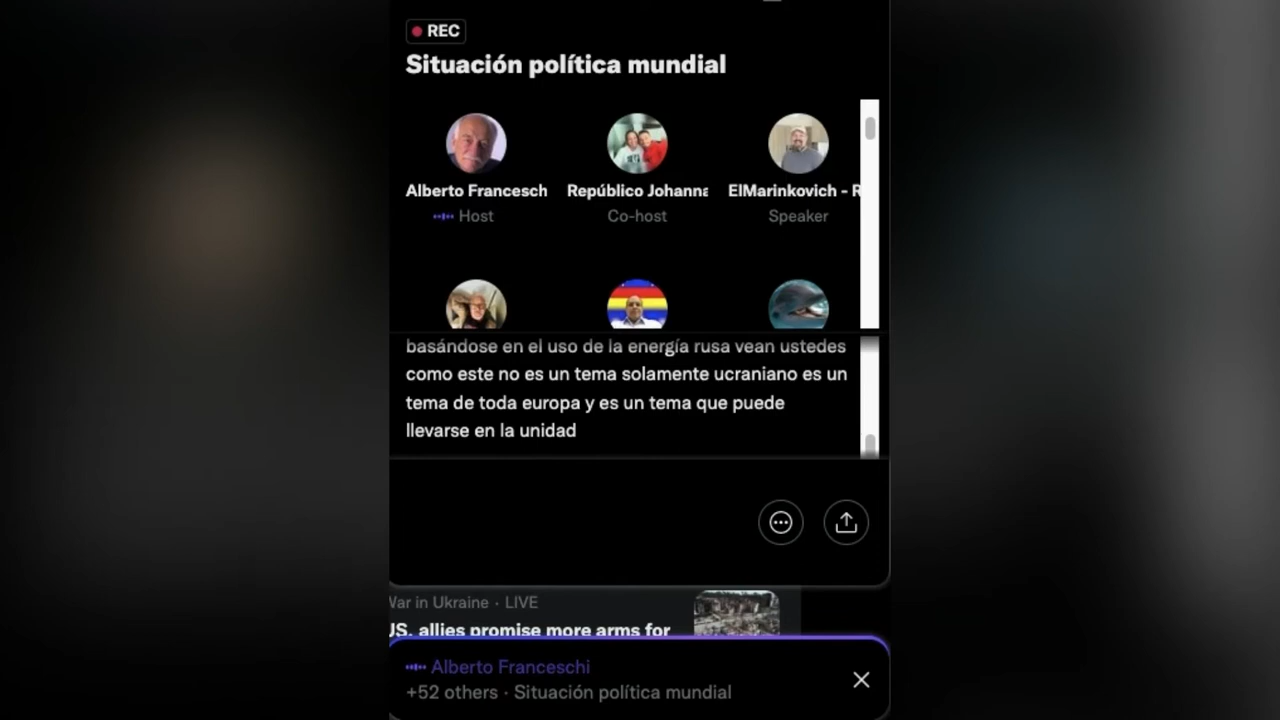 REC
Situación política mundial
Alberto Francesch
Host
Repúblico Johanna
Co-host
ElMarinkovich - R
Speaker
basándose en el uso de la energía rusa vean ustedes
como este no es un tema solamente ucraniano es un
tema de toda europa y es un tema que puede
llevarse en la unidad
War in Ukraine · LIVE
US, allies promise more arms for
Alberto Franceschi
+52 others · Situación política mundial